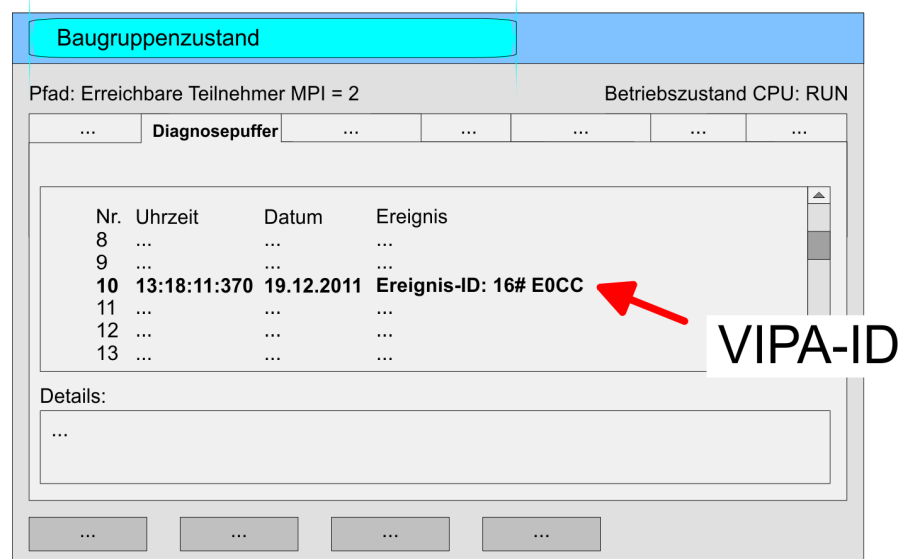 Baugruppenzustand
Pfad: Erreichbare Teilnehmer MPI = 2 Betriebszustand CPU: RUN
... Diagnosepuffer ... ... ... ... ...
Nr. Uhrzeit Datum Ereignis
8 ... ... ...
9 ... ... ...
10 13:18:11:370 19.12.2011 Ereignis-ID: 16# E0CC
11 ... ... ...
12 ... ... ...
13 ... ... ...
VIPA-ID
Details:
...
... ... ... ...